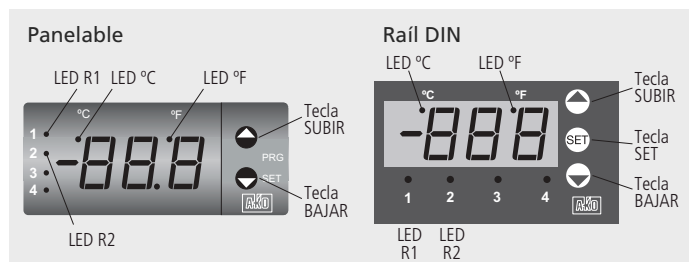 Panelable
LED R1 LED ºC LED ºF
ºC ºF
1
2
3
4
-88.8
PRG
SET
AKO
Tecla
SUBIR
Tecla
BAJAR
LED R2
Raíl DIN
LED ºC LED ºF
ºC ºF
-888
SET
1 2 3 4
AKO
Tecla
SUBIR
Tecla
SET
Tecla
BAJAR
LED LED
R1 R2